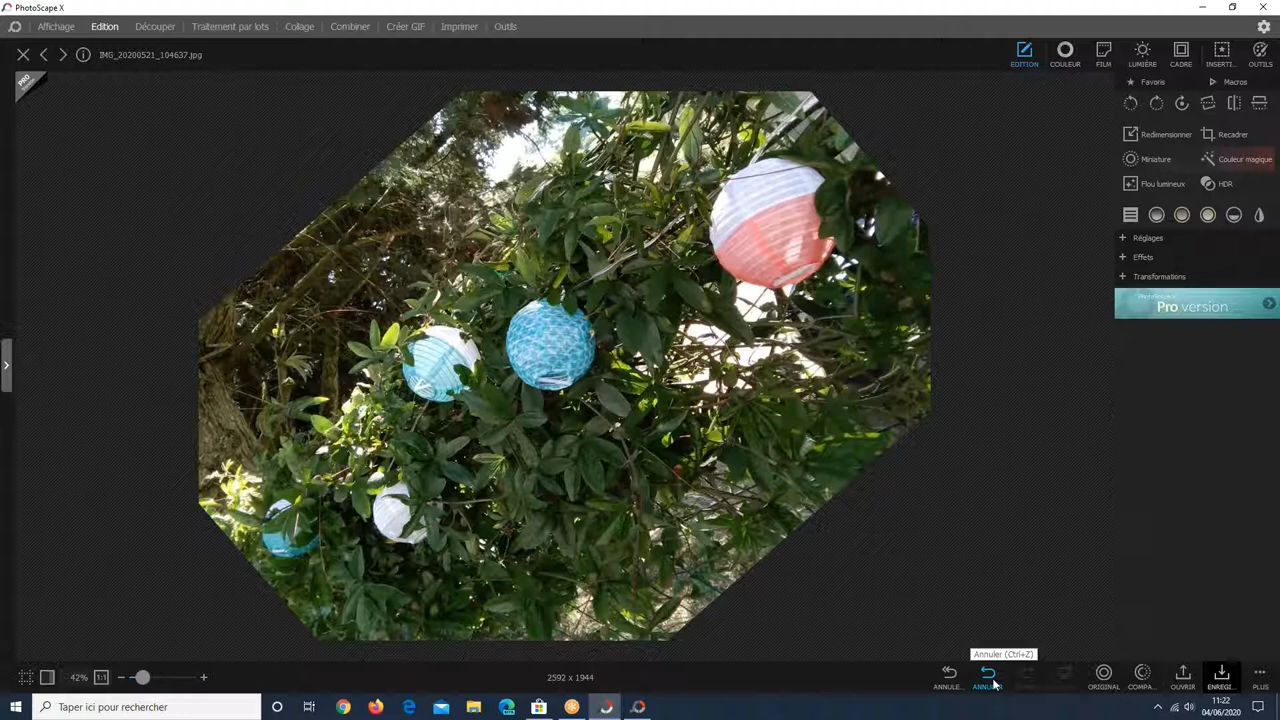 PhotoScape X
Affichage Edition Découper Traitement par lots Collage Combiner Créer GIF Imprimer Outils
IMG_20200521_104637.jpg
EDITION COULEUR FILM LUMIÈRE CADRE INSERTI... OUTILS
PRO
Favoris Macros
Redimensionner Recadrer
Miniature Couleur magique
Flou lumineux HDR
+ Réglages
+ Effets
+ Transformations
PhotoScape X
Pro version
Annuler (Ctrl+Z)
42% 1:1 2592 x 1944
ANNULE... ORIGINAL COMPA... OUVRIR ENREGI... PLUS
Taper ici pour rechercher
11:22
04/06/2020